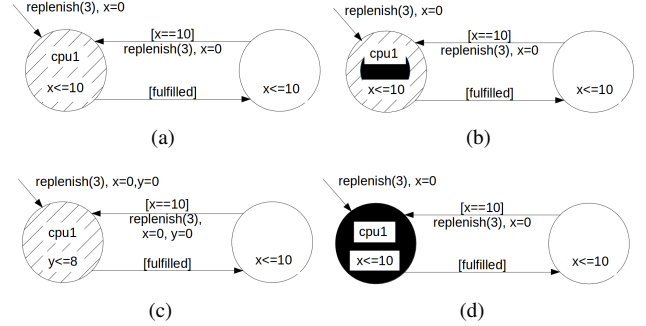 replenish(3), x=0
[x==10]
replenish(3), x=0
cpu1
x<=10
x<=10
[fulfilled]
(a)
replenish(3), x=0
[x==10]
replenish(3), x=0
cpu1
x<=10
x<=10
[fulfilled]
(b)
replenish(3), x=0,y=0
[x==10]
replenish(3),
x=0, y=0
cpu1
y<=8
x<=10
[fulfilled]
(c)
replenish(3), x=0
[x==10]
replenish(3), x=0
cpu1
x<=10
x<=10
[fulfilled]
(d)